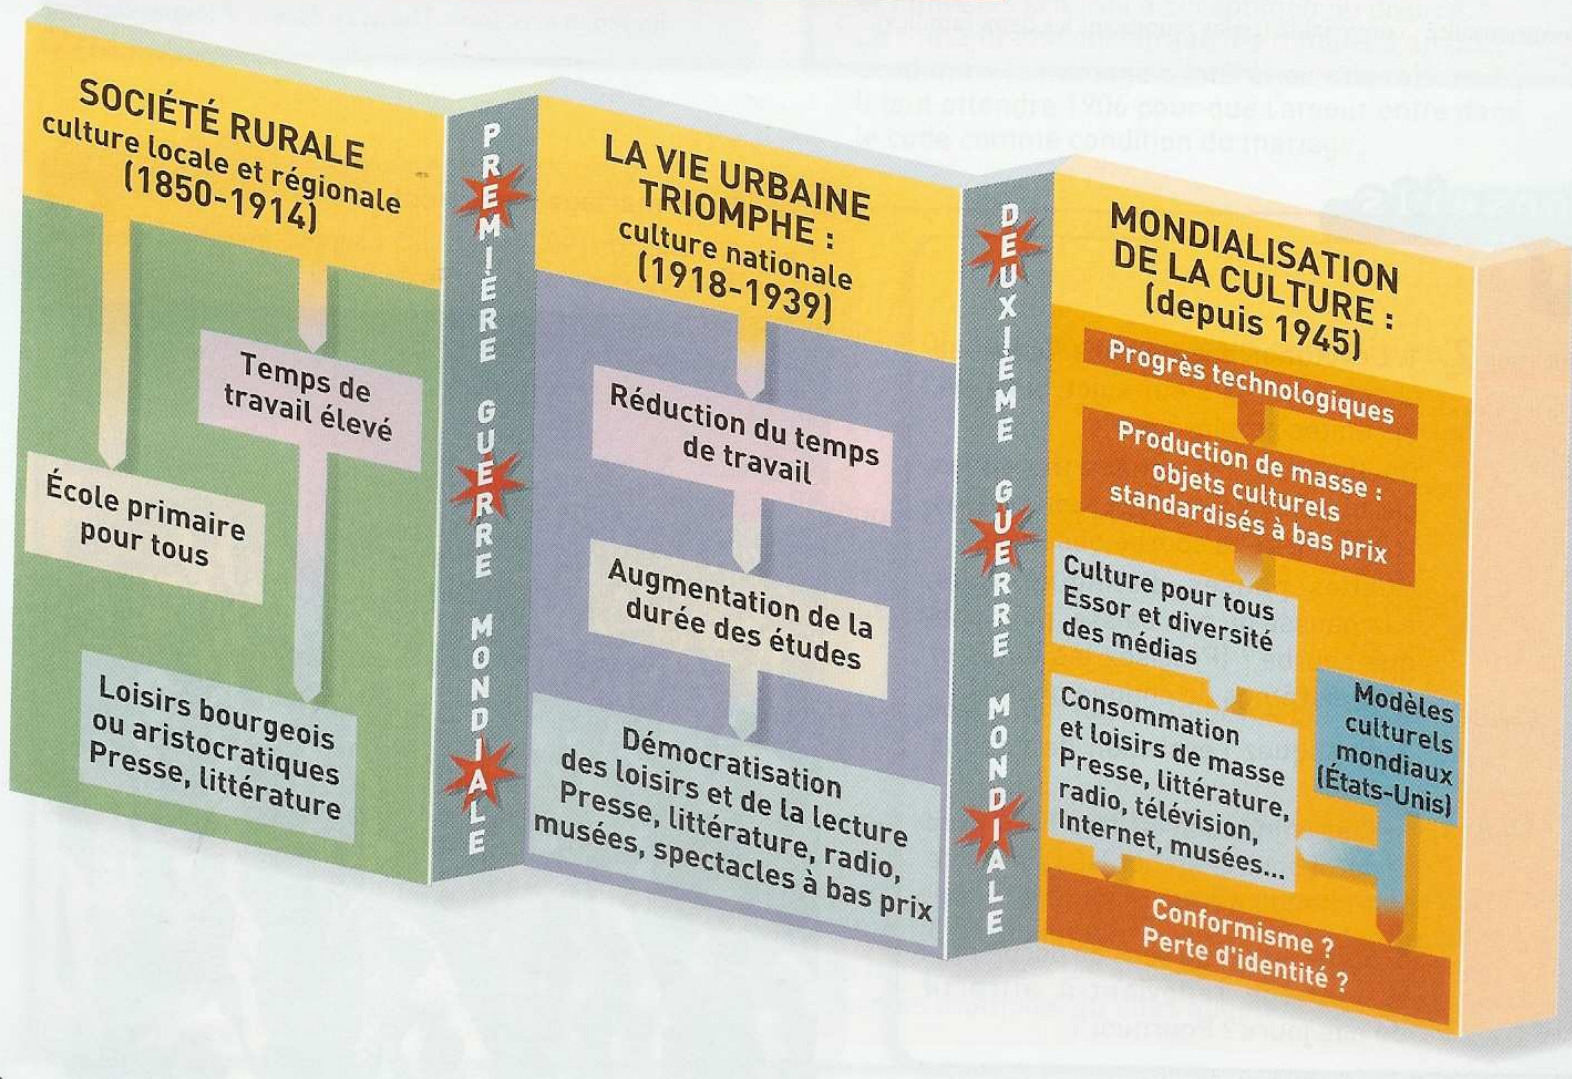 SOCIÉTÉ RURALE
culture locale et régionale
(1850-1914)
Temps de
travail élevé
École primaire
pour tous
Loisirs bourgeois
ou aristocratiques
Presse, littérature
PREMIÈRE GUERRE MONDIALE
LA VIE URBAINE
TRIOMPHE :
culture nationale
(1918-1939)
Réduction du temps
de travail
Augmentation de la
durée des études
Démocratisation
des loisirs et de la lecture
Presse, littérature, radio,
musées, spectacles à bas prix
DEUXIÈME GUERRE MONDIALE
MONDIALISATION
DE LA CULTURE :
(depuis 1945)
Progrès technologiques
Production de masse :
objets culturels
standardisés à bas prix
Culture pour tous
Essor et diversité
des médias
Consommation
et loisirs de masse
Presse, littérature,
radio, télévision,
Internet, musées...
Modèles
culturels
mondiaux
(États-Unis)
Conformisme ?
Perte d'identité ?